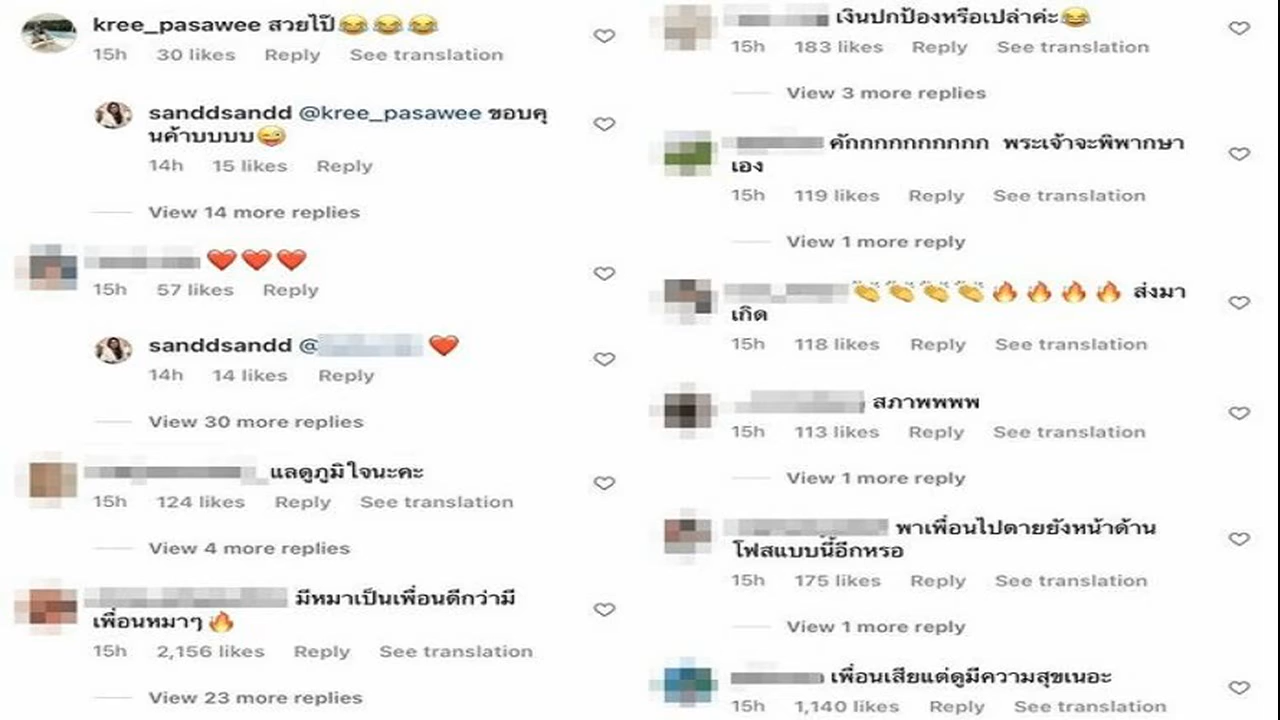 kree_pasawee สวยไป๊😂😂😂
15h 30 likes Reply See translation
sanddsandd @kree_pasawee ขอบคุ
นค้าบบบบ😜
14h 15 likes Reply
View 14 more replies
❤️❤️❤️
15h 57 likes Reply
sanddsandd @ ❤️
14h 14 likes Reply
View 30 more replies
แลดูภูมิใจนะคะ
15h 124 likes Reply See translation
View 4 more replies
มีหมาเป็นเพื่อนดีกว่ามี
เพื่อนหมาๆ🔥
15h 2,156 likes Reply See translation
View 23 more replies
เงินปกป้องหรือเปล่าค่ะ😂
15h 183 likes Reply See translation
View 3 more replies
คักกกกกกกกกก พระเจ้าจะพิพากษา
เอง
15h 119 likes Reply See translation
View 1 more reply
👏👏👏👏🔥🔥🔥🔥 ส่งมา
เกิด
15h 118 likes Reply See translation
สภาพพพพ
15h 113 likes Reply See translation
View 1 more reply
พาเพื่อนไปตายยังหน้าด้าน
โฟสแบบนี้อีกหรอ
15h 175 likes Reply See translation
View 1 more reply
เพื่อนเสียแต่ดูมีความสุขเนอะ
15h 1,140 likes Reply See translation